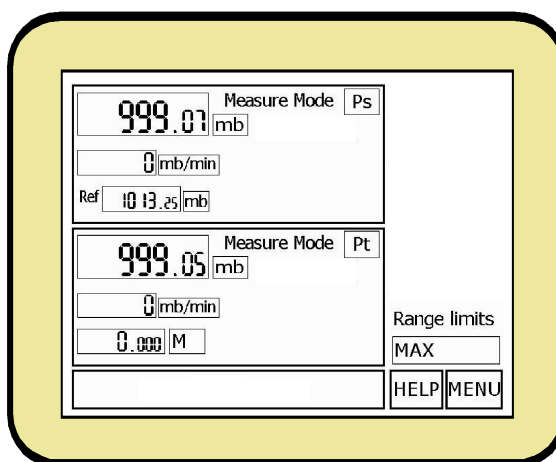 999.07 mb Measure Mode Ps
0 mb/min
Ref 1013.25 mb
999.05 mb Measure Mode Pt
0 mb/min
0.000 M
Range limits
MAX
HELP MENU